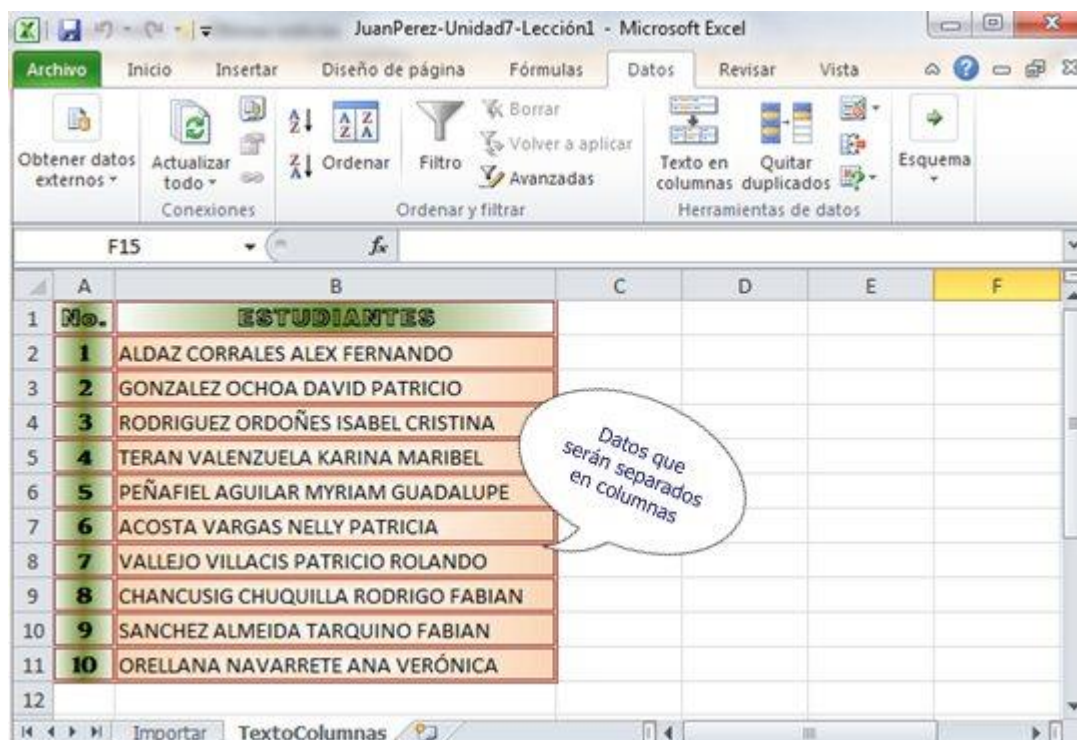 JuanPerez-Unidad7-Lección1 - Microsoft Excel
Archivo Inicio Insertar Diseño de página Fórmulas Datos Revisar Vista
Obtener datos externos
Actualizar todo
Conexiones
Ordenar
Filtro
Borrar
Volver a aplicar
Avanzadas
Ordenar y filtrar
Texto en columnas
Quitar duplicados
Herramientas de datos
Esquema
F15 fx
A B C D E F
1 No. ESTUDIANTES
2 1 ALDAZ CORRALES ALEX FERNANDO
3 2 GONZALEZ OCHOA DAVID PATRICIO
4 3 RODRIGUEZ ORDOÑES ISABEL CRISTINA
5 4 TERAN VALENZUELA KARINA MARIBEL
6 5 PEÑAFIEL AGUILAR MYRIAM GUADALUPE
7 6 ACOSTA VARGAS NELLY PATRICIA
8 7 VALLEJO VILLACIS PATRICIO ROLANDO
9 8 CHANCUSIG CHUQUILLA RODRIGO FABIAN
10 9 SANCHEZ ALMEIDA TARQUINO FABIAN
11 10 ORELLANA NAVARRETE ANA VERÓNICA
12
Datos que
serán separados
en columnas
Importar TextoColumnas